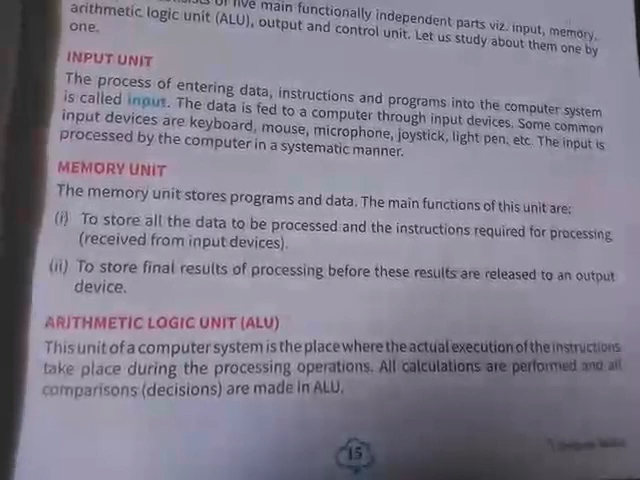 five main functionally independent parts viz. input, memory,
arithmetic logic unit (ALU), output and control unit. Let us study about them one by
one.
INPUT UNIT
The process of entering data, instructions and programs into the computer system
is called input. The data is fed to a computer through input devices. Some common
input devices are keyboard, mouse, microphone, joystick, light pen, etc. The input is
processed by the computer in a systematic manner.
MEMORY UNIT
The memory unit stores programs and data. The main functions of this unit are:
(i) To store all the data to be processed and the instructions required for processing
(received from input devices).
(ii) To store final results of processing before these results are released to an output
device.
ARITHMETIC LOGIC UNIT (ALU)
This unit of a computer system is the place where the actual execution of the instructions
take place during the processing operations. All calculations are performed and all
comparisons (decisions) are made in ALU.
15